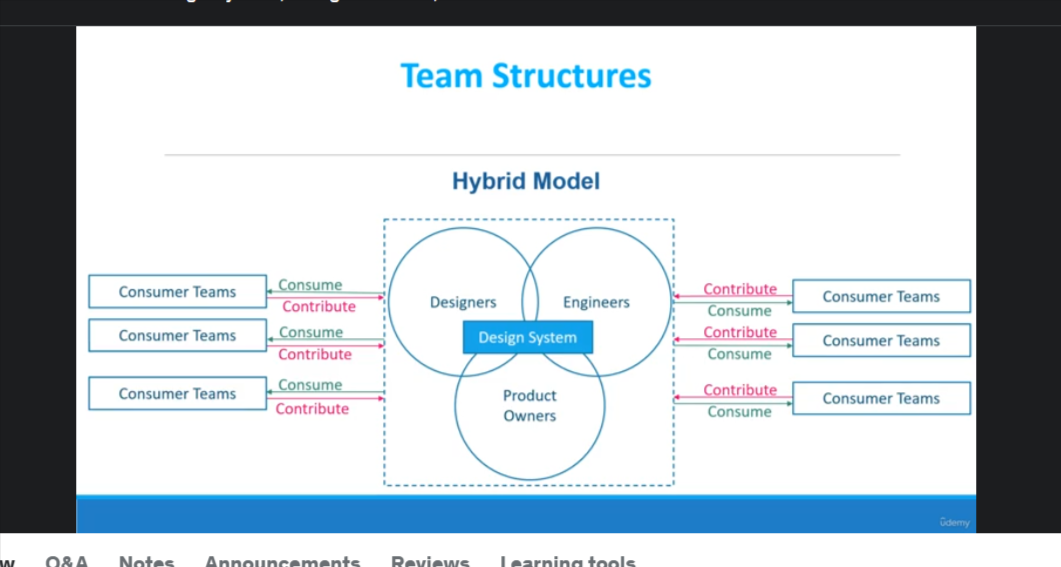 Team Structures
Hybrid Model
Consumer Teams
Consume
Contribute
Consumer Teams
Consume
Contribute
Consumer Teams
Consume
Contribute
Designers
Engineers
Design System
Product
Owners
Contribute
Consume
Consumer Teams
Contribute
Consume
Consumer Teams
Contribute
Consume
Consumer Teams
ûdemy
w Q&A Notes Announcements Reviews Learning tools